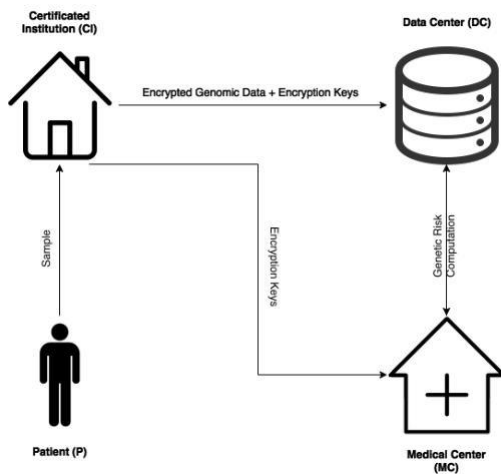 Certificated
Institution (CI)
Data Center (DC)
Encrypted Genomic Data + Encryption Keys
Sample
Encryption Keys
Genetic Risk
Computation
Patient (P)
Medical Center
(MC)